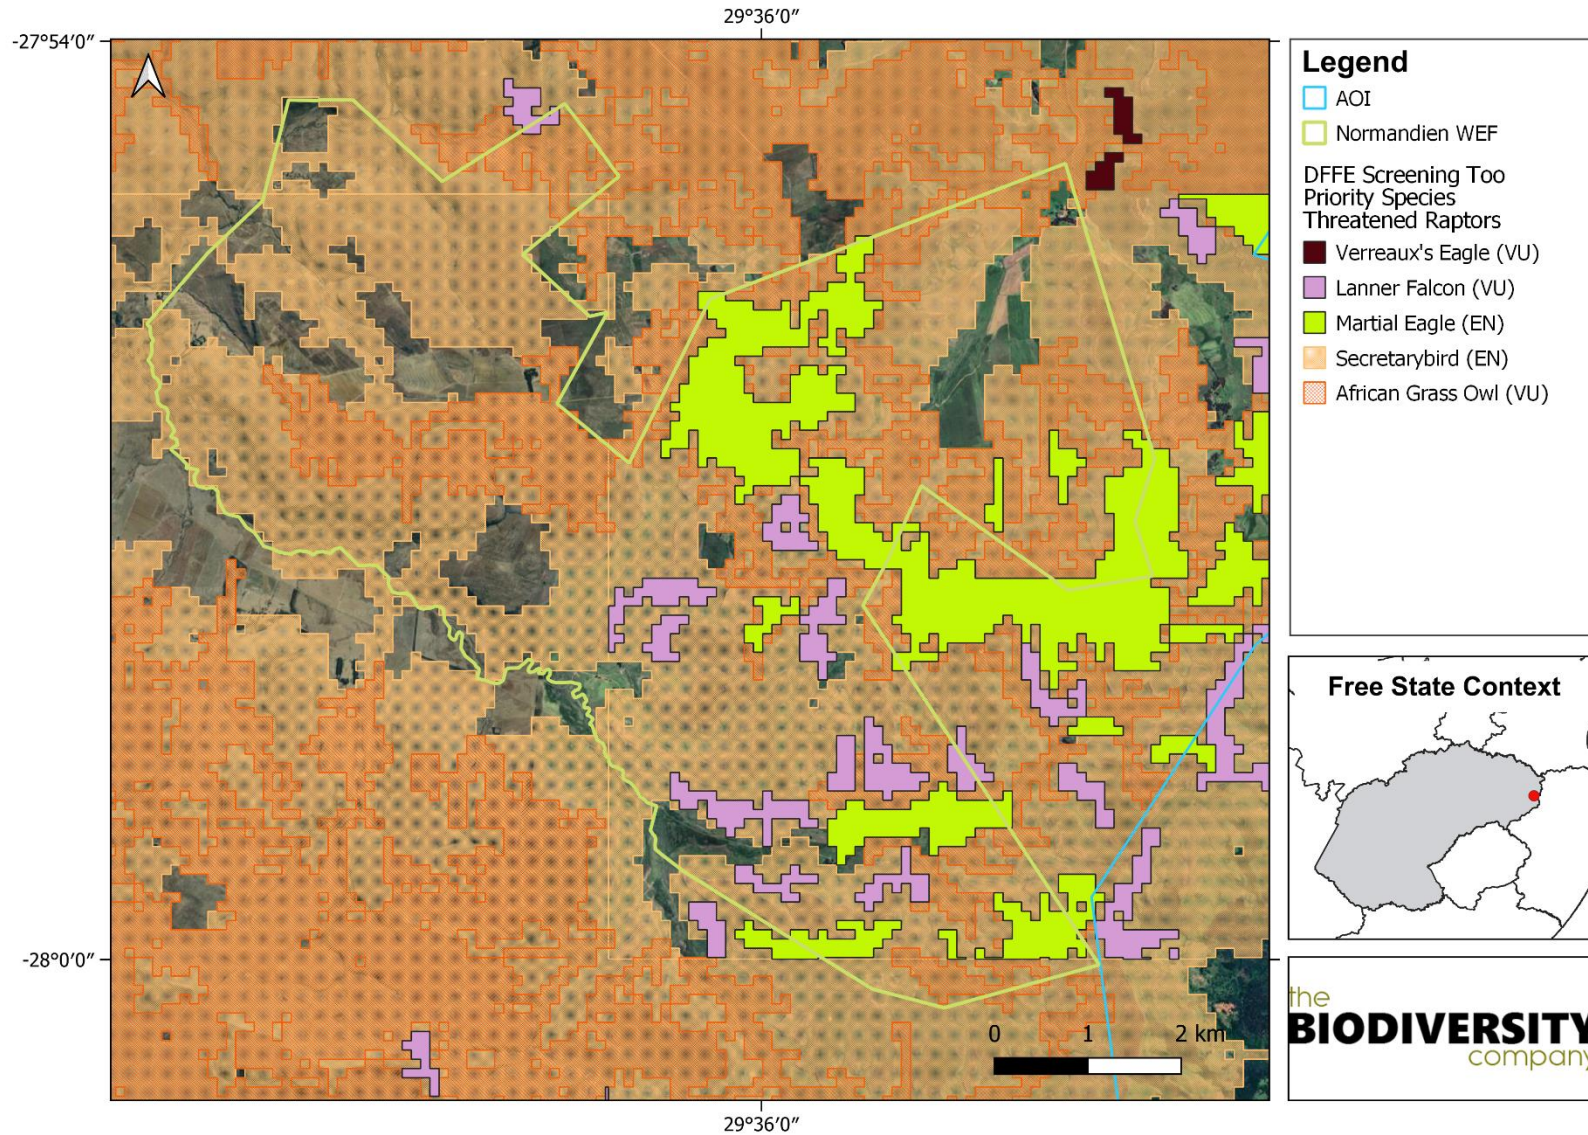 29°36′0″
-27°54′0″
-28°0′0″
0 1 2 km
29°36′0″
Legend
AOI
Normandien WEF
DFFE Screening Too
Priority Species
Threatened Raptors
Verreaux's Eagle (VU)
Lanner Falcon (VU)
Martial Eagle (EN)
Secretarybird (EN)
African Grass Owl (VU)
Free State Context
the
BIODIVERSITY
company